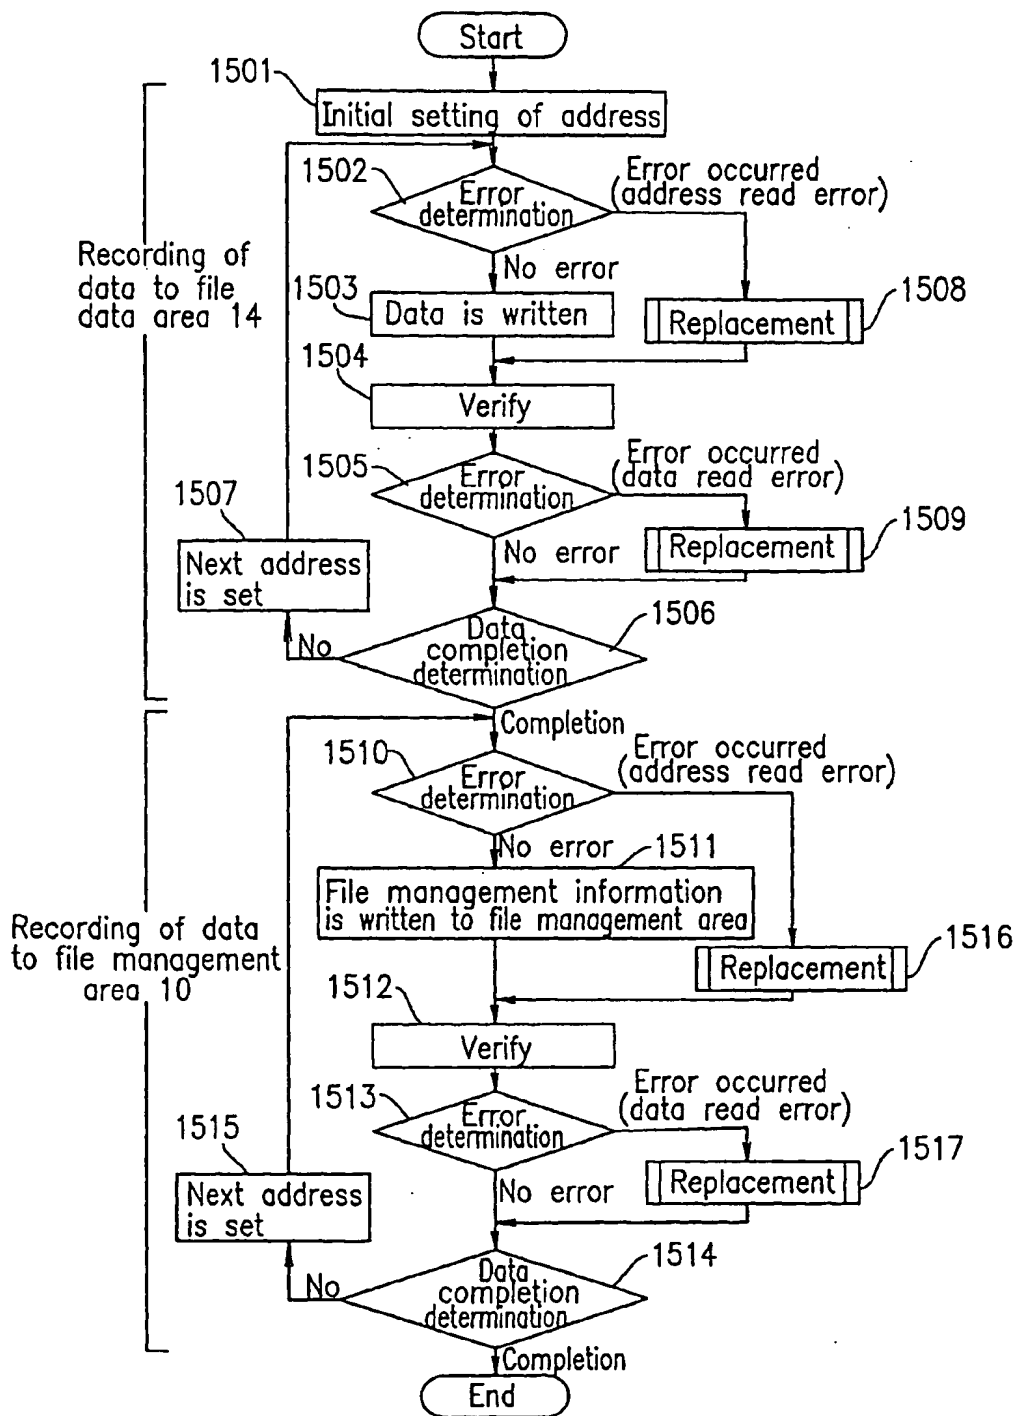 Start
1501
Initial setting of address
1502
Error
determination
Error occurred
(address read error)
Recording of
data to file
data area 14
No error
1503
Data is written
1508
Replacement
1504
Verify
1505
Error
determination
Error occurred
(data read error)
1507
Next address
is set
No error
1509
Replacement
1506
No
Data
completion
determination
Completion
1510
Error
determination
Error occurred
(address read error)
No error
1511
File management information
is written to file management area
Recording of data
to file management
area 10
1516
Replacement
1512
Verify
1513
Error
determination
Error occurred
(data read error)
1515
Next address
is set
No error
1517
Replacement
1514
No
Data
completion
determination
Completion
End